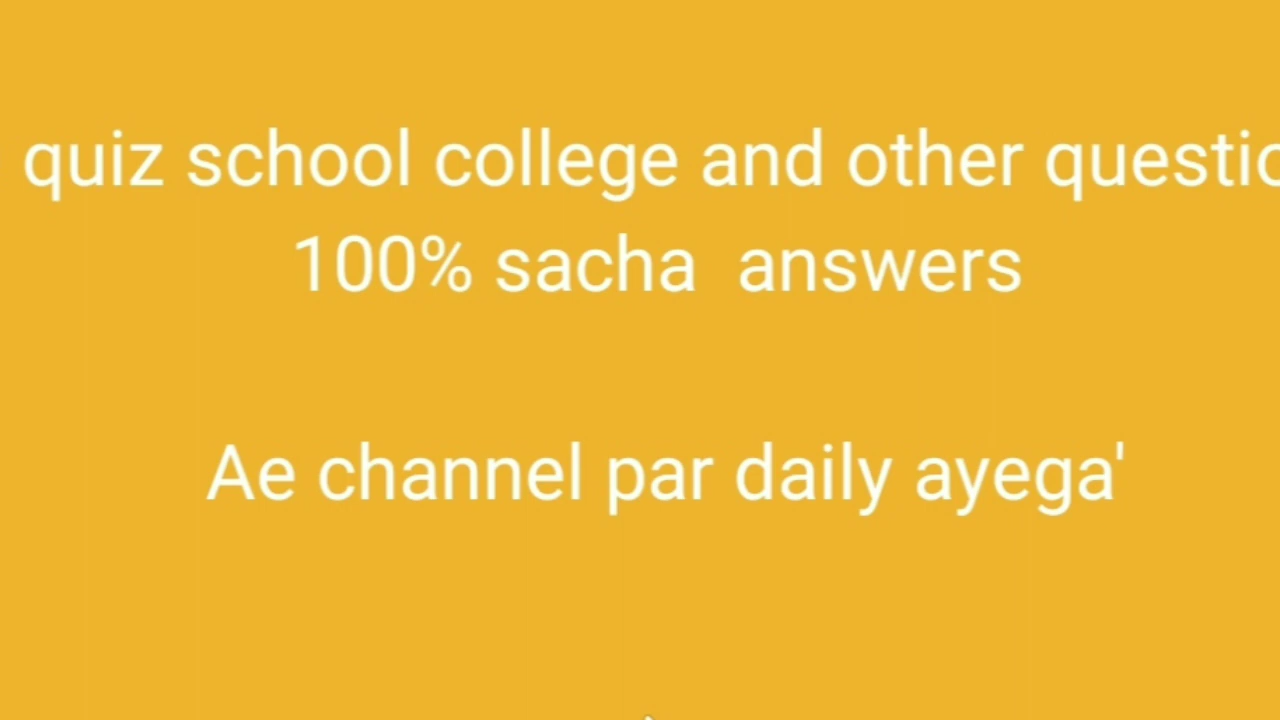 quiz school college and other questio
100% sacha answers
Ae channel par daily ayega'